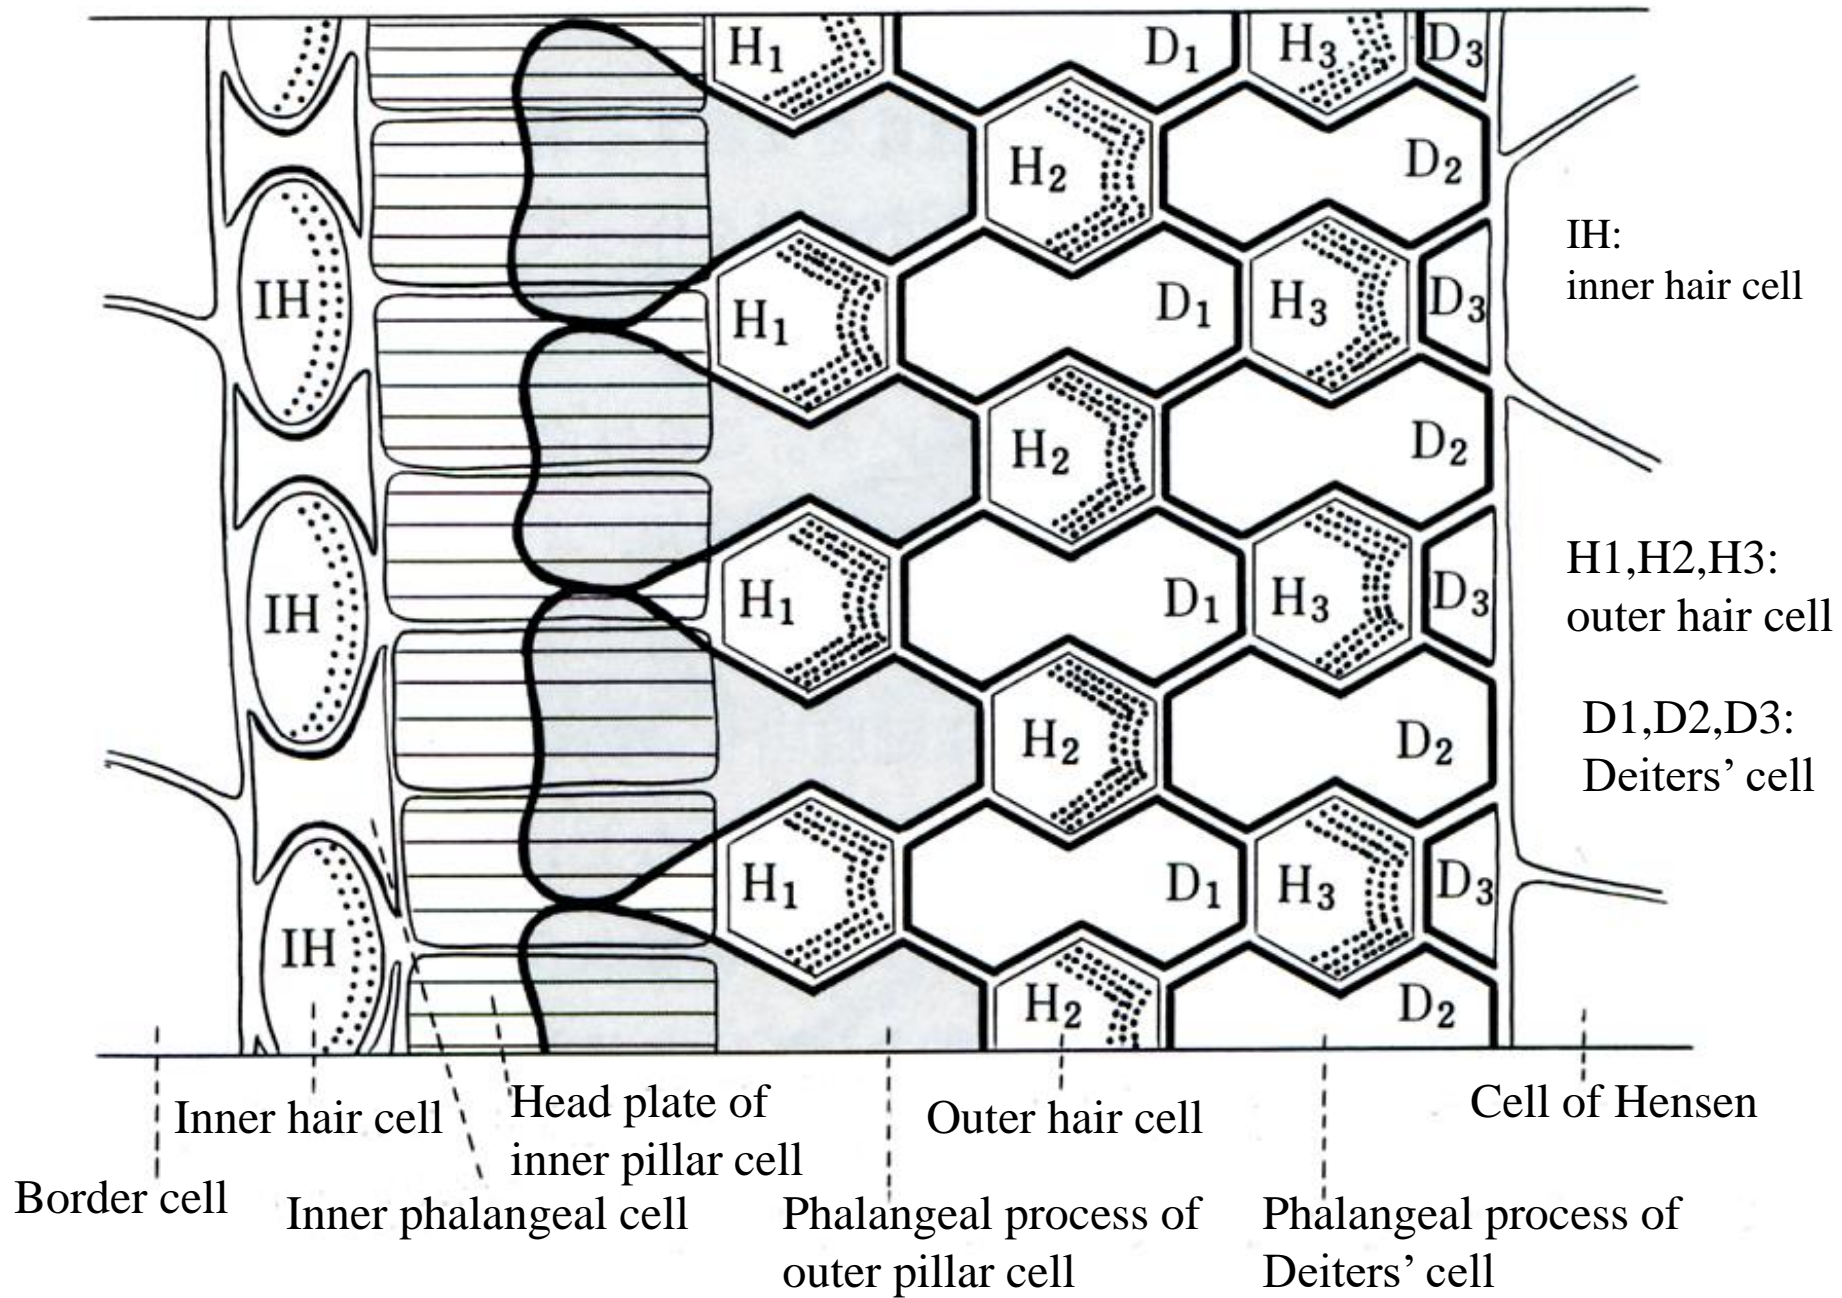 H1 D1 H3 D3
H2 D2
IH H1 D1 H3 D3
H2 D2
IH H1 D1 H3 D3
H2 D2
IH H1 D1 H3 D3
H2 D2
IH:
inner hair cell
H1,H2,H3:
outer hair cell
D1,D2,D3:
Deiters’ cell
Border cell
Inner hair cell
Inner phalangeal cell
Head plate of
inner pillar cell
Phalangeal process of
outer pillar cell
Outer hair cell
Phalangeal process of
Deiters’ cell
Cell of Hensen